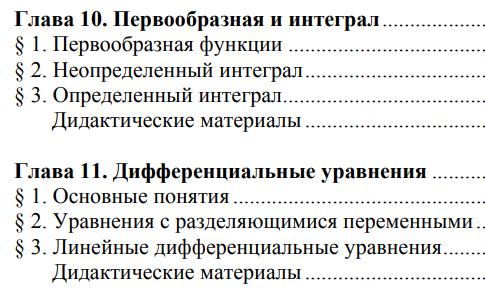 Глава 10. Первообразная и интеграл.....................
§ 1. Первообразная функции .....................................
§ 2. Неопределенный интеграл..................................
§ 3. Определенный интеграл.....................................
Дидактические материалы .................................

Глава 11. Дифференциальные уравнения ..........
§ 1. Основные понятия ..............................................
§ 2. Уравнения с разделяющимися переменными ..
§ 3. Линейные дифференциальные уравнения........
Дидактические материалы .................................